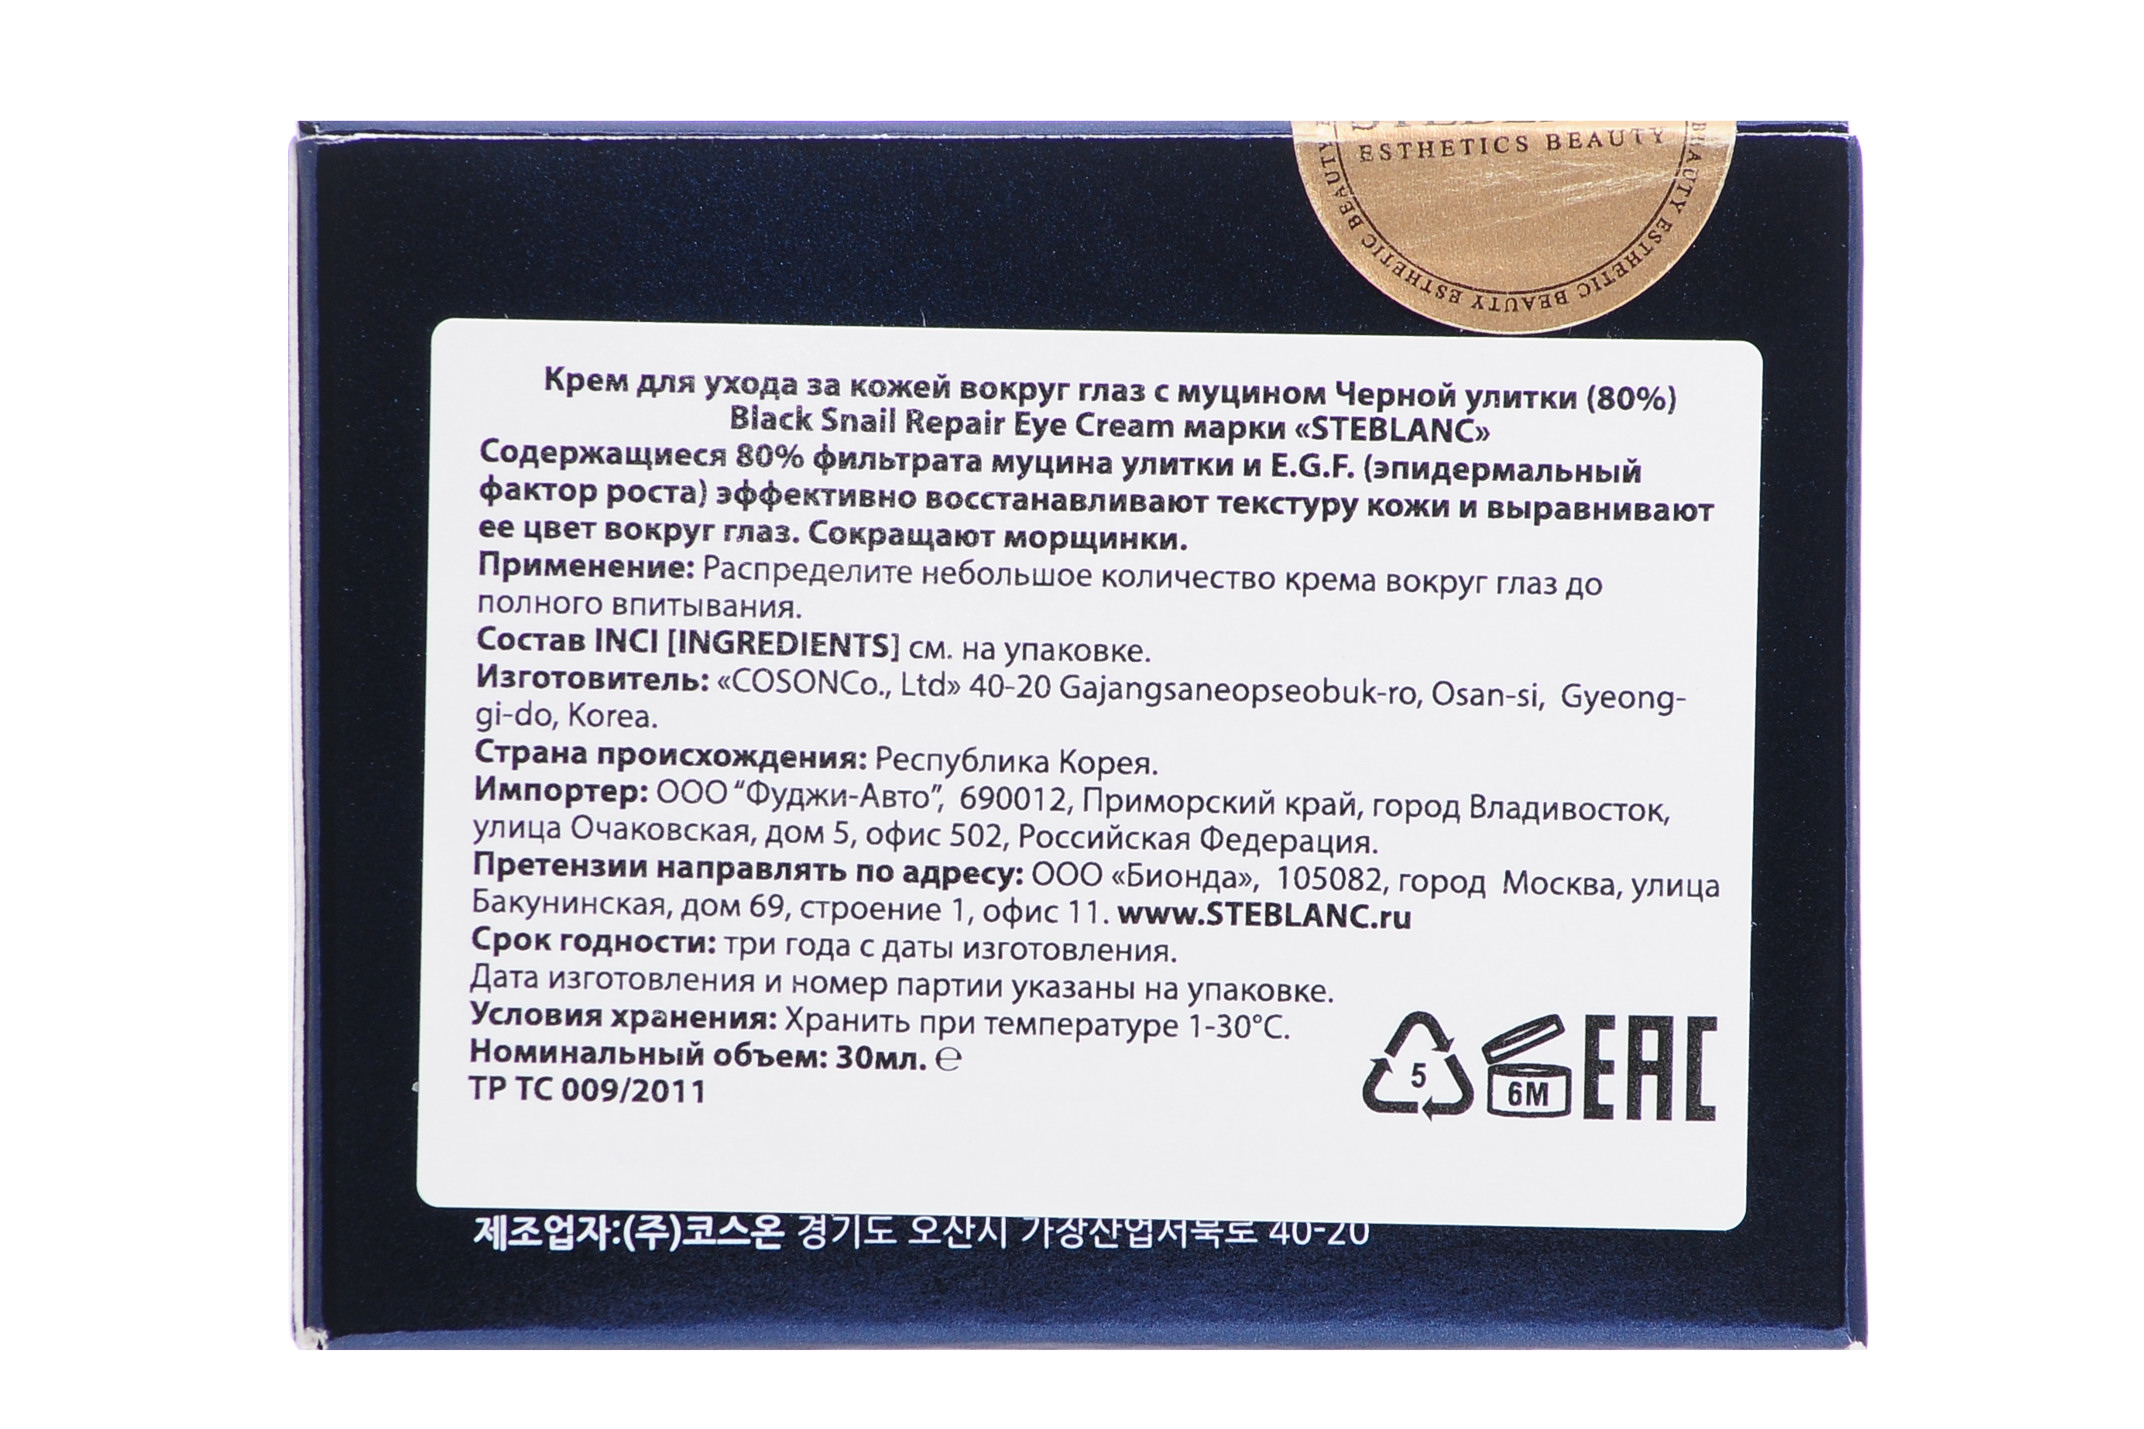 ESTHETICS BEAUTY
BEAUTY ESTHETIC BEAUTY ESTHETIC BEAUTY ESTHETIC BEAUTY
Крем для ухода за кожей вокруг глаз с муцином Черной улитки (80%)
Black Snail Repair Eye Cream марки «STEBLANC»
Содержащиеся 80% фильтрата муцина улитки и E.G.F. (эпидермальный
фактор роста) эффективно восстанавливают текстуру кожи и выравнивают
ее цвет вокруг глаз. Сокращают морщинки.
Применение: Распределите небольшое количество крема вокруг глаз до
полного впитывания.
Состав INCI [INGREDIENTS] см. на упаковке.
Изготовитель: «COSONCo., Ltd» 40-20 Gajangsaneopseobuk-ro, Osan-si, Gyeong-
gi-do, Korea.
Страна происхождения: Республика Корея.
Импортер: ООО “Фуджи-Авто”, 690012, Приморский край, город Владивосток,
улица Очаковская, дом 5, офис 502, Российская Федерация.
Претензии направлять по адресу: ООО «Бионда», 105082, город Москва, улица
Бакунинская, дом 69, строение 1, офис 11. www.STEBLANC.ru
Срок годности: три года с даты изготовления.
Дата изготовления и номер партии указаны на упаковке.
Условия хранения: Хранить при температуре 1-30°C.
Номинальный объем: 30мл. ℮
ТР ТС 009/2011
5
6M
EAC
제조업자:(주)코스온 경기도 오산시 가장산업서북로 40-20